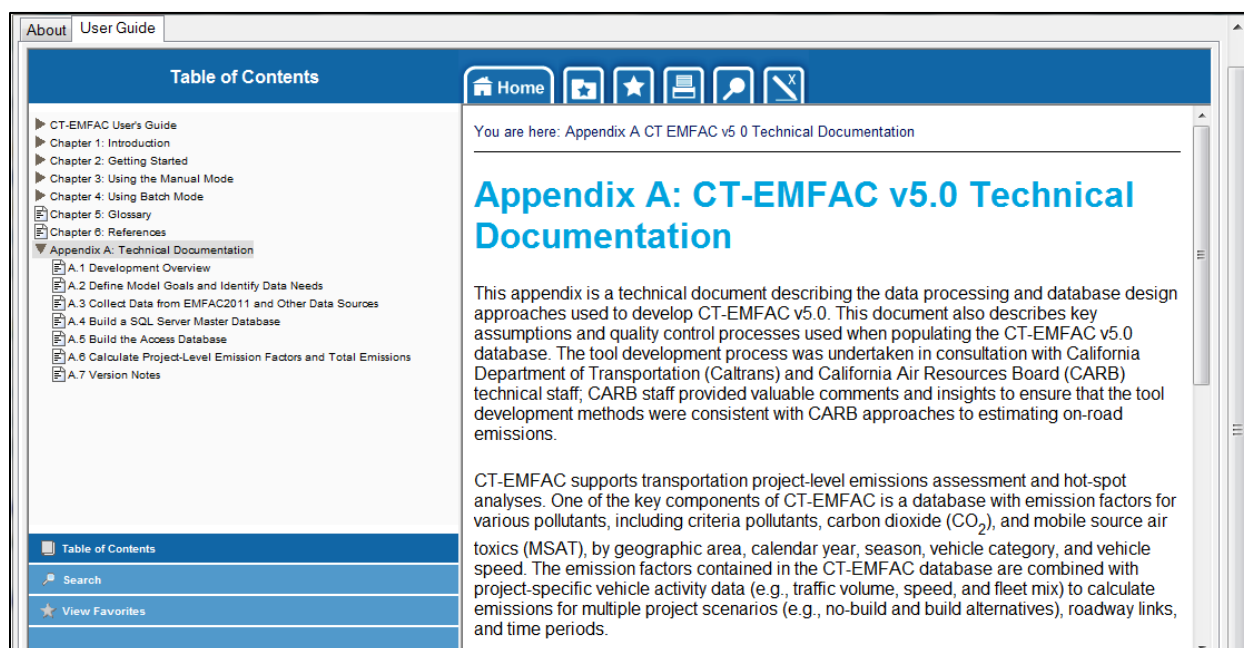 About
User Guide
Table of Contents
Home
CT-EMFAC User's Guide
Chapter 1: Introduction
Chapter 2: Getting Started
Chapter 3: Using the Manual Mode
Chapter 4: Using Batch Mode
Chapter 5: Glossary
Chapter 6: References
Appendix A: Technical Documentation
A.1 Development Overview
A.2 Define Model Goals and Identify Data Needs
A.3 Collect Data from EMFAC2011 and Other Data Sources
A.4 Build a SQL Server Master Database
A.5 Build the Access Database
A.6 Calculate Project-Level Emission Factors and Total Emissions
A.7 Version Notes
Table of Contents
Search
View Favorites
You are here: Appendix A CT EMFAC v5 0 Technical Documentation
Appendix A: CT-EMFAC v5.0 Technical
Documentation
This appendix is a technical document describing the data processing and database design
approaches used to develop CT-EMFAC v5.0. This document also describes key
assumptions and quality control processes used when populating the CT-EMFAC v5.0
database. The tool development process was undertaken in consultation with California
Department of Transportation (Caltrans) and California Air Resources Board (CARB)
technical staff; CARB staff provided valuable comments and insights to ensure that the tool
development methods were consistent with CARB approaches to estimating on-road
emissions.
CT-EMFAC supports transportation project-level emissions assessment and hot-spot
analyses. One of the key components of CT-EMFAC is a database with emission factors for
various pollutants, including criteria pollutants, carbon dioxide (CO2), and mobile source air
toxics (MSAT), by geographic area, calendar year, season, vehicle category, and vehicle
speed. The emission factors contained in the CT-EMFAC database are combined with
project-specific vehicle activity data (e.g., traffic volume, speed, and fleet mix) to calculate
emissions for multiple project scenarios (e.g., no-build and build alternatives), roadway links,
and time periods.